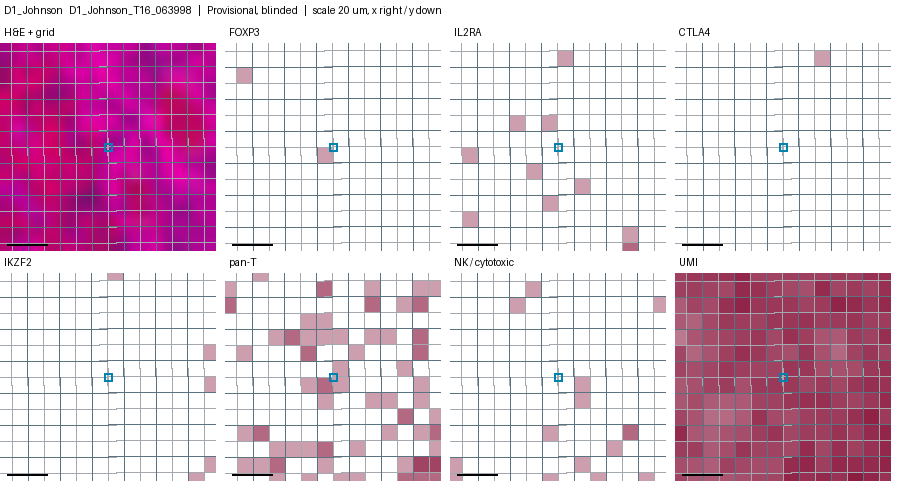 D1_Johnson D1_Johnson_T16_063998 | Provisional, blinded | scale 20 um, x right / y down
H&E + grid
FOXP3
IL2RA
CTLA4
IKZF2
pan-T
NK / cytotoxic
UMI